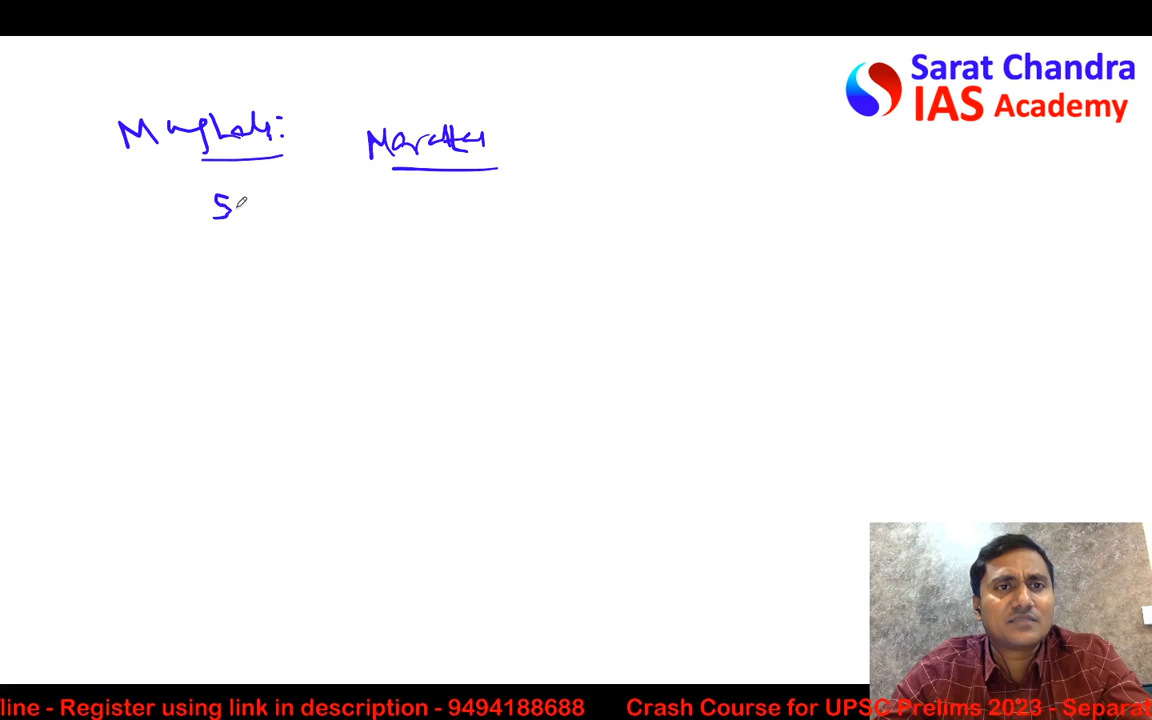 Sarat Chandra
IAS Academy
Mughals: Marathas
S
line - Register using link in description - 9494188688 Crash Course for UPSC Prelims 2023 - Separat